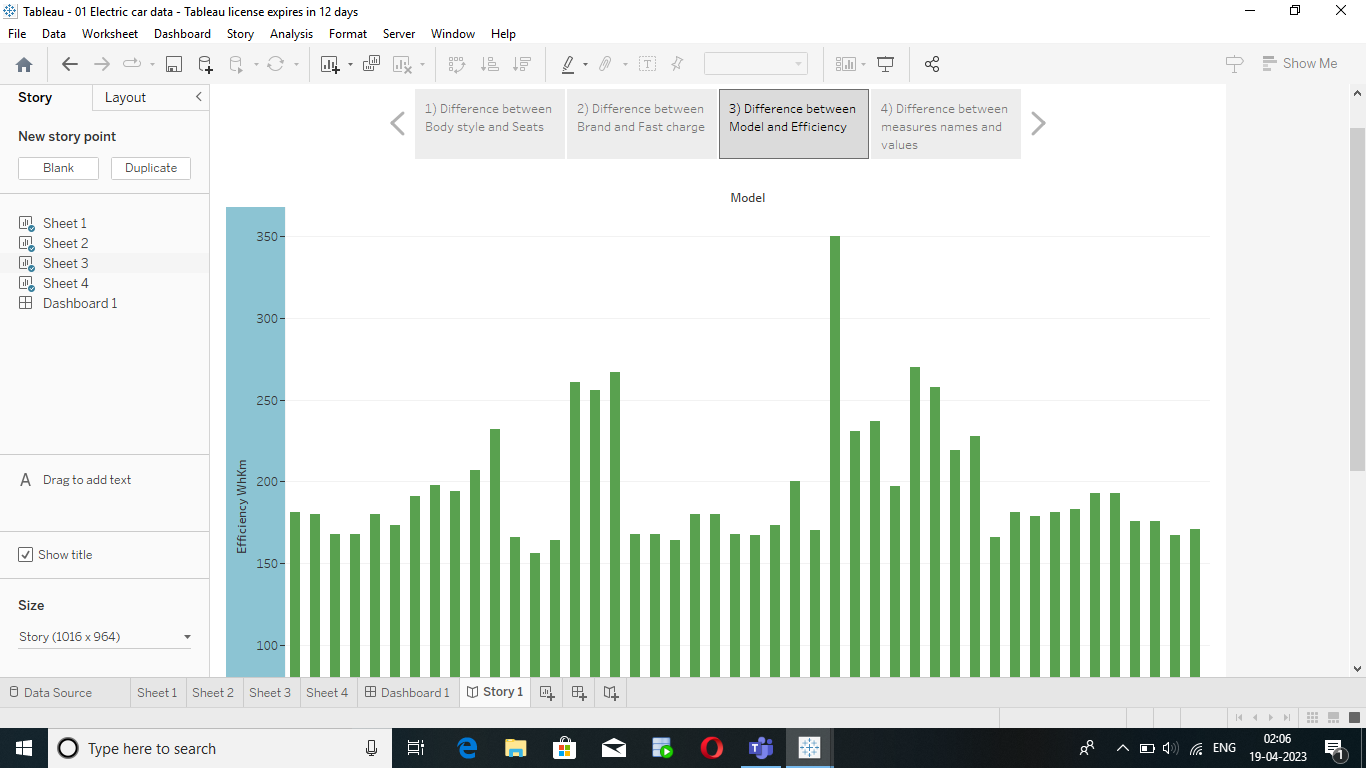 Tableau - 01 Electric car data - Tableau license expires in 12 days
File Data Worksheet Dashboard Story Analysis Format Server Window Help
Show Me
Story Layout
New story point
Blank Duplicate
Sheet 1
Sheet 2
Sheet 3
Sheet 4
Dashboard 1
A Drag to add text
Show title
Size
Story (1016 x 964)
1) Difference between
Body style and Seats
2) Difference between
Brand and Fast charge
3) Difference between
Model and Efficiency
4) Difference between
measures names and
values
Model
350
300
250
200
150
100
Efficiency WhKm
Data Source Sheet 1 Sheet 2 Sheet 3 Sheet 4 Dashboard 1 Story 1
Type here to search
ENG
02:06
19-04-2023
1